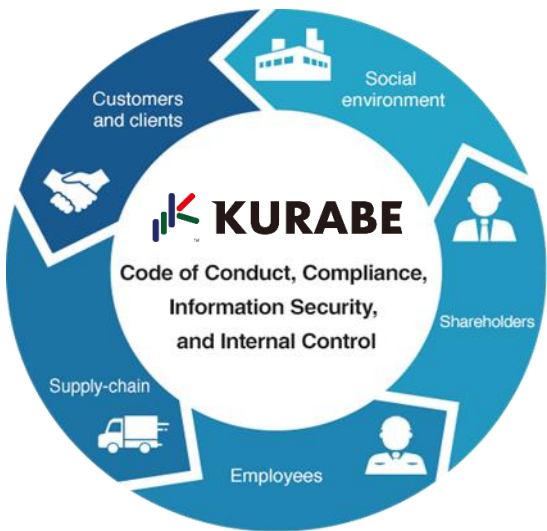 Social
environment
Customers
and clients
KURABE
TM
Code of Conduct, Compliance,
Information Security,
and Internal Control
Shareholders
Supply-chain
Employees